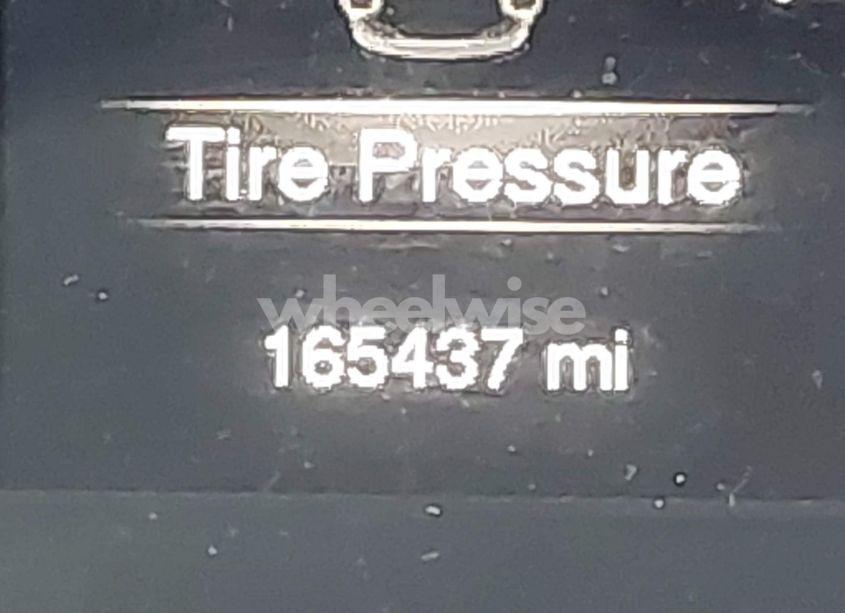 Tire Pressure
wheelwise
165437 mi